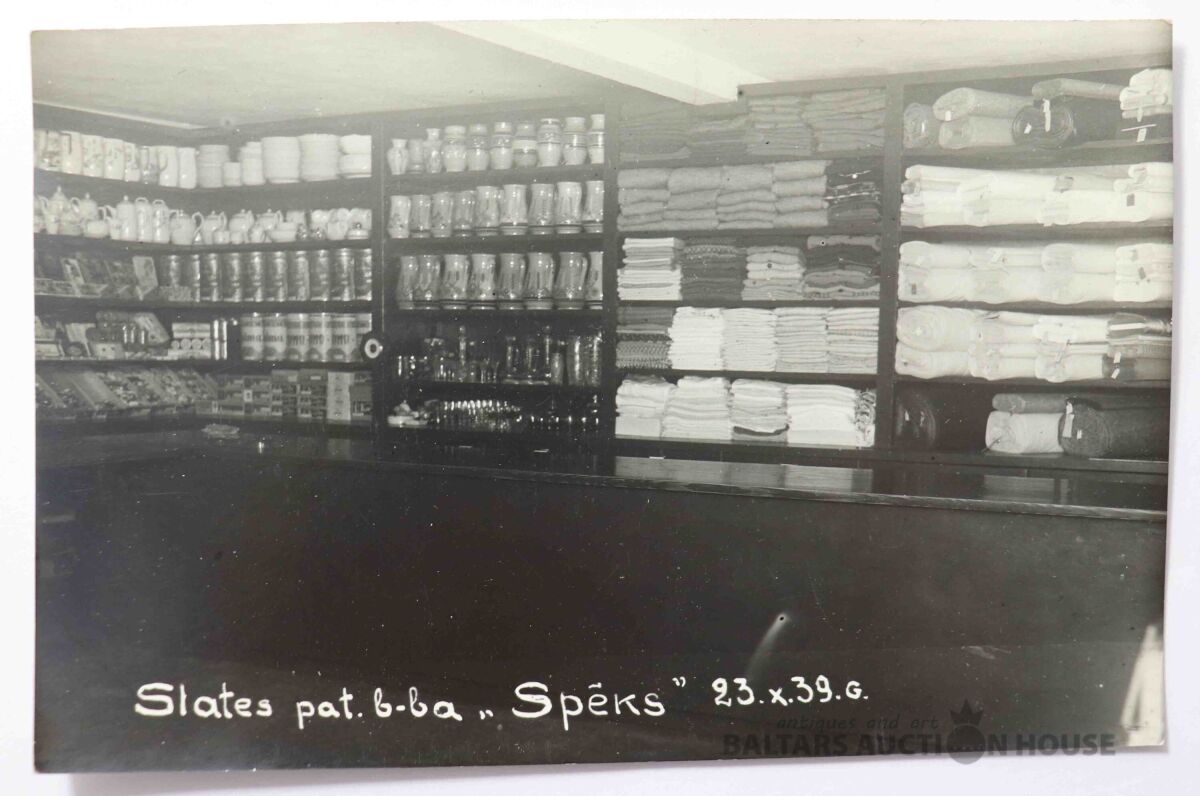 Slates pat. b-ba „Spēks" 23.x.39.G.
antiques and art
BALTARS AUCTION HOUSE